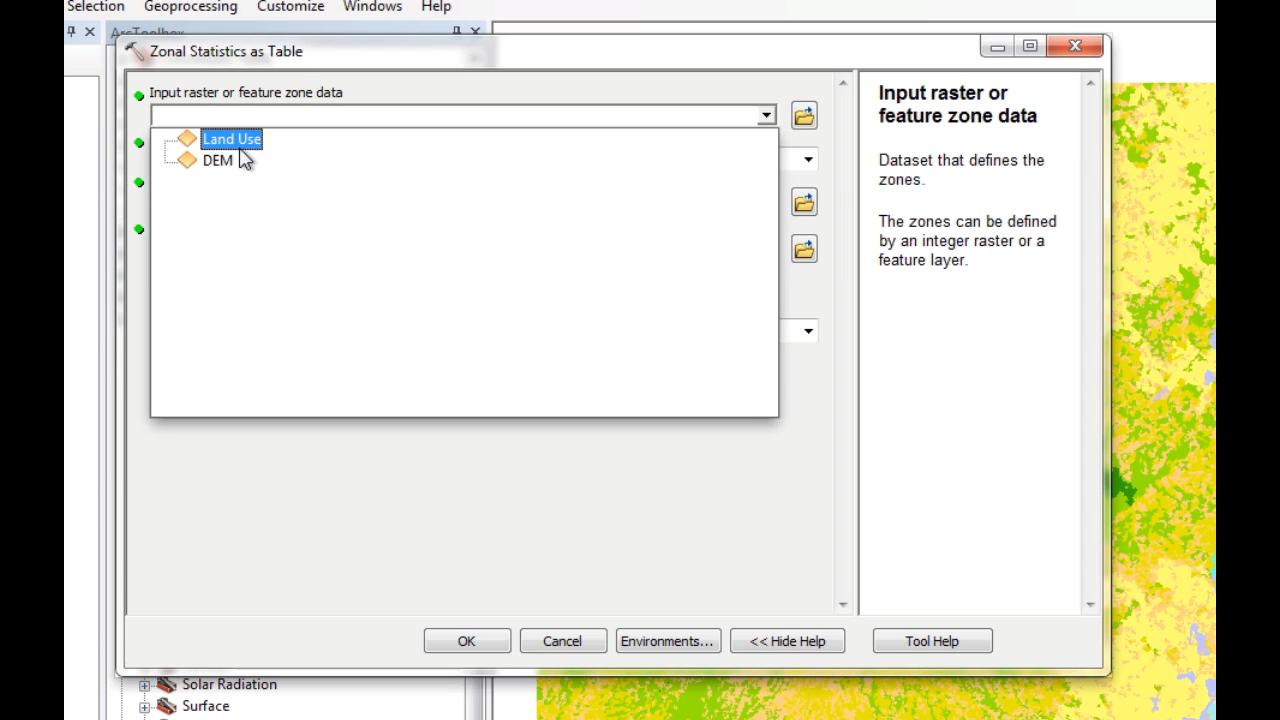 Selection Geoprocessing Customize Windows Help
ArcToolbox
Zonal Statistics as Table
Input raster or feature zone data
Land Use
DEM
Input raster or
feature zone data
Dataset that defines the
zones.
The zones can be defined
by an integer raster or a
feature layer.
OK Cancel Environments... << Hide Help Tool Help
Solar Radiation
Surface